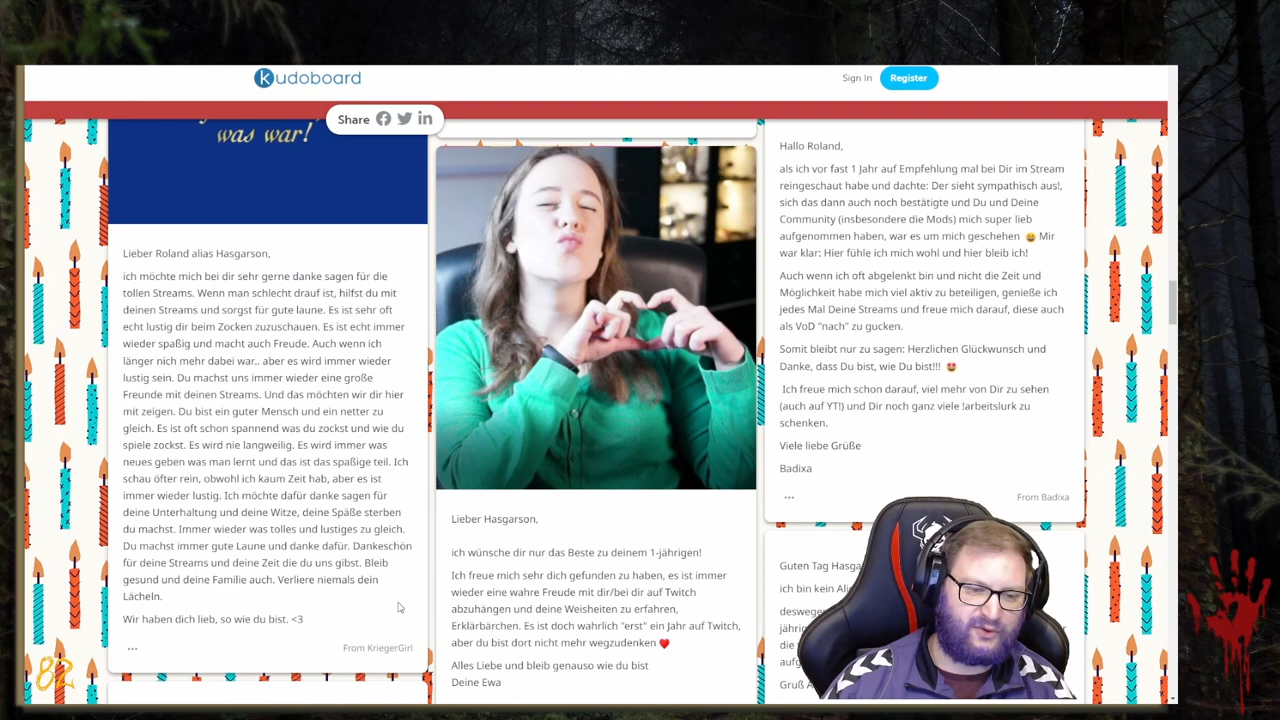 kudoboard
Sign In
Register
Share
was war!
Lieber Roland alias Hasgarson,
ich möchte mich bei dir sehr gerne danke sagen für die
tollen Streams. Wenn man schlecht drauf ist, hilfst du mit
deinen Streams und sorgst für gute laune. Es ist sehr oft
echt lustig dir beim Zocken zuzuschauen. Es ist echt immer
wieder spaßig und macht auch Freude. Auch wenn ich
länger nich mehr dabei war.. aber es wird immer wieder
lustig sein. Du machst uns immer wieder eine große
Freunde mit deinen Streams. Und das möchten wir dir hier
mit zeigen. Du bist ein guter Mensch und ein netter zu
gleich. Es ist oft schon spannend was du zockst und wie du
spiele zockst. Es wird nie langweilig. Es wird immer was
neues geben was man lernt und das ist das spaßige teil. Ich
schau öfter rein, obwohl ich kaum Zeit hab, aber es ist
immer wieder lustig. Ich möchte dafür danke sagen für
deine Unterhaltung und deine Witze, deine Späße sterben
du machst. Immer wieder was tolles und lustiges zu gleich.
Du machst immer gute Laune und danke dafür. Dankeschön
für deine Streams und deine Zeit die du uns gibst. Bleib
gesund und deine Familie auch. Verliere niemals dein
Lächeln.
Wir haben dich lieb, so wie du bist. <3
From KriegerGirl
82
Lieber Hasgarson,
ich wünsche dir nur das Beste zu deinem 1-jährigen!
Ich freue mich sehr dich gefunden zu haben, es ist immer
wieder eine wahre Freude mit dir/bei dir auf Twitch
abzuhängen und deine Weisheiten zu erfahren,
Erklärbärchen. Es ist doch wahrlich "erst" ein Jahr auf Twitch,
aber du bist dort nicht mehr wegzudenken ♥
Alles Liebe und bleib genauso wie du bist
Deine Ewa
Hallo Roland,
als ich vor fast 1 Jahr auf Empfehlung mal bei Dir im Stream
reingeschaut habe und dachte: Der sieht sympathisch aus!,
sich das dann auch noch bestätigte und Du und Deine
Community (insbesondere die Mods) mich super lieb
aufgenommen haben, war es um mich geschehen 😄 Mir
war klar: Hier fühle ich mich wohl und hier bleib ich!
Auch wenn ich oft abgelenkt bin und nicht die Zeit und
Möglichkeit habe mich viel aktiv zu beteiligen, genieße ich
jedes Mal Deine Streams und freue mich darauf, diese auch
als VoD "nach" zu gucken.
Somit bleibt nur zu sagen: Herzlichen Glückwunsch und
Danke, dass Du bist, wie Du bist!!! 🤩
Ich freue mich schon darauf, viel mehr von Dir zu sehen
(auch auf YT!) und Dir noch ganz viele !arbeitslurk zu
schenken.
Viele liebe Grüße
Badixa
From Badixa
Guten Tag Hasga
ich bin kein
deswege
jährig
die
Gruß